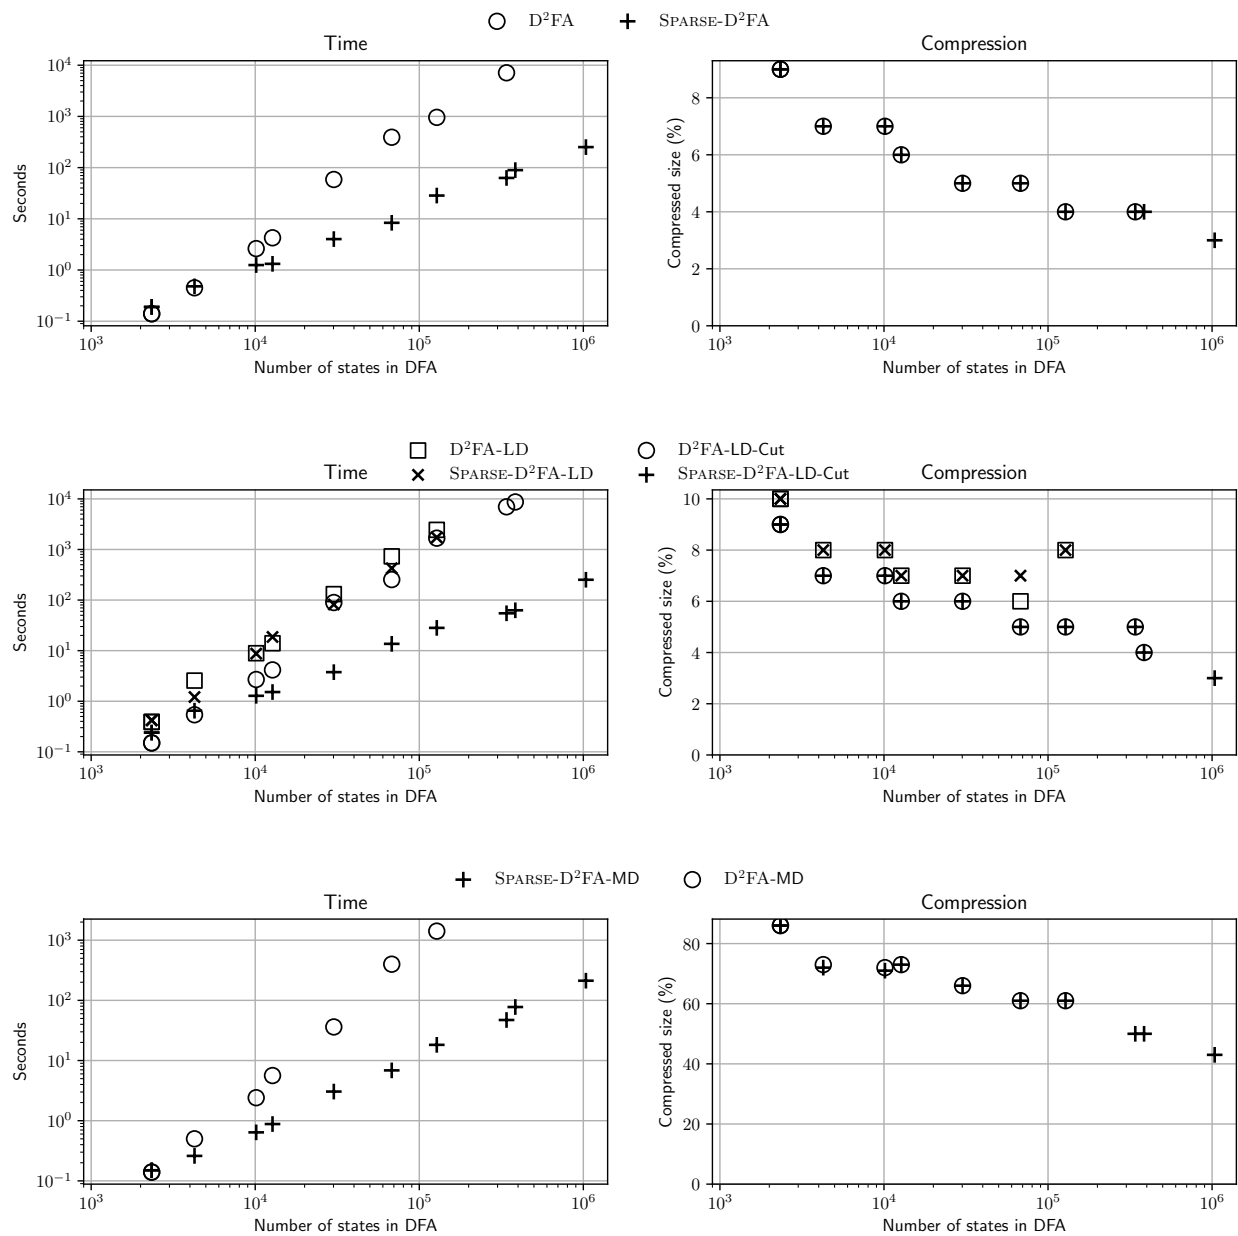 D²FA SPARSE-D²FA
Time
10⁴
10³
10²
10¹
10⁰
10⁻¹
Seconds
10³ 10⁴ 10⁵ 10⁶
Number of states in DFA
Compression
8
6
4
2
0
Compressed size (%)
10³ 10⁴ 10⁵ 10⁶
Number of states in DFA
D²FA-LD D²FA-LD-Cut
SPARSE-D²FA-LD SPARSE-D²FA-LD-Cut
Time
10⁴
10³
10²
10¹
10⁰
10⁻¹
Seconds
10³ 10⁴ 10⁵ 10⁶
Number of states in DFA
Compression
10
8
6
4
2
0
Compressed size (%)
10³ 10⁴ 10⁵ 10⁶
Number of states in DFA
SPARSE-D²FA-MD D²FA-MD
Time
10³
10²
10¹
10⁰
10⁻¹
Seconds
10³ 10⁴ 10⁵ 10⁶
Number of states in DFA
Compression
80
60
40
20
0
Compressed size (%)
10³ 10⁴ 10⁵ 10⁶
Number of states in DFA